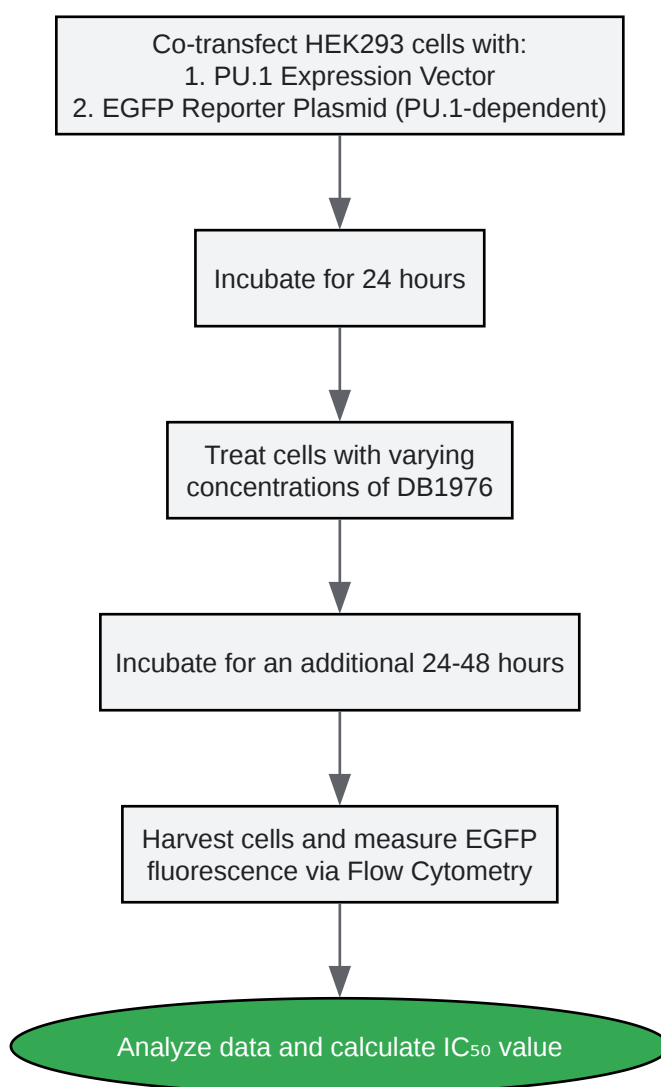 Co-transfect HEK293 cells with:
1. PU.1 Expression Vector
2. EGFP Reporter Plasmid (PU.1-dependent)
Incubate for 24 hours
Treat cells with varying
concentrations of DB1976
Incubate for an additional 24-48 hours
Harvest cells and measure EGFP
fluorescence via Flow Cytometry
Analyze data and calculate IC₅₀ value